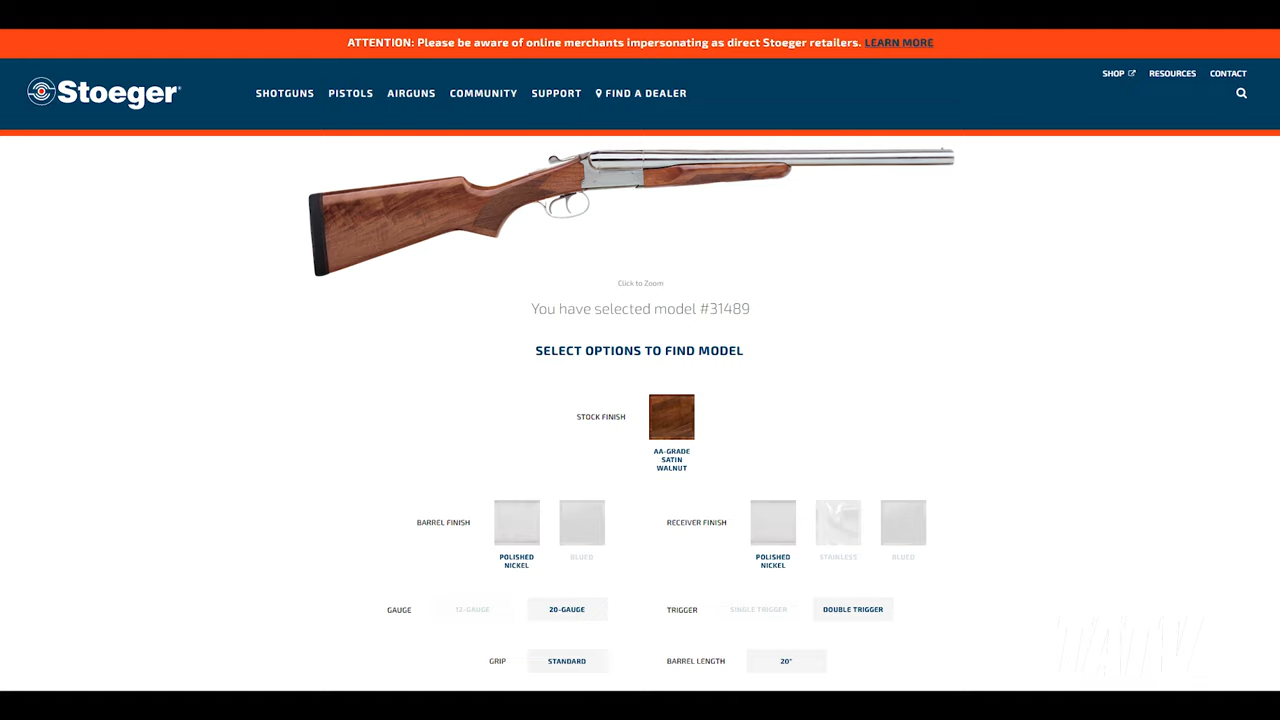 ATTENTION: Please be aware of online merchants impersonating as direct Stoeger retailers. LEARN MORE
SHOP RESOURCES CONTACT
Stoeger
SHOTGUNS PISTOLS AIRGUNS COMMUNITY SUPPORT FIND A DEALER
Click to Zoom
You have selected model #31489
SELECT OPTIONS TO FIND MODEL
STOCK FINISH
AA-GRADE
SATIN
WALNUT
BARREL FINISH
POLISHED
NICKEL
BLUED
RECEIVER FINISH
POLISHED
NICKEL
STAINLESS
BLUED
GAUGE 12-GAUGE 20-GAUGE
TRIGGER SINGLE TRIGGER DOUBLE TRIGGER
GRIP STANDARD
BARREL LENGTH 20"